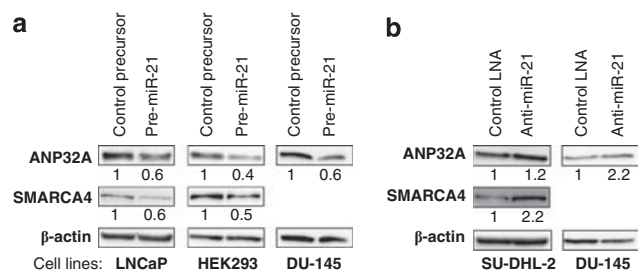 a
Control precursor
Pre-miR-21
Control precursor
Pre-miR-21
Control precursor
Pre-miR-21
ANP32A
1 0.6 1 0.4 1 0.6
SMARCA4
1 0.6 1 0.5
β-actin
Cell lines: LNCaP HEK293 DU-145
b
Control LNA
Anti-miR-21
Control LNA
Anti-miR-21
ANP32A
1 1.2 1 2.2
SMARCA4
1 2.2
β-actin
SU-DHL-2 DU-145